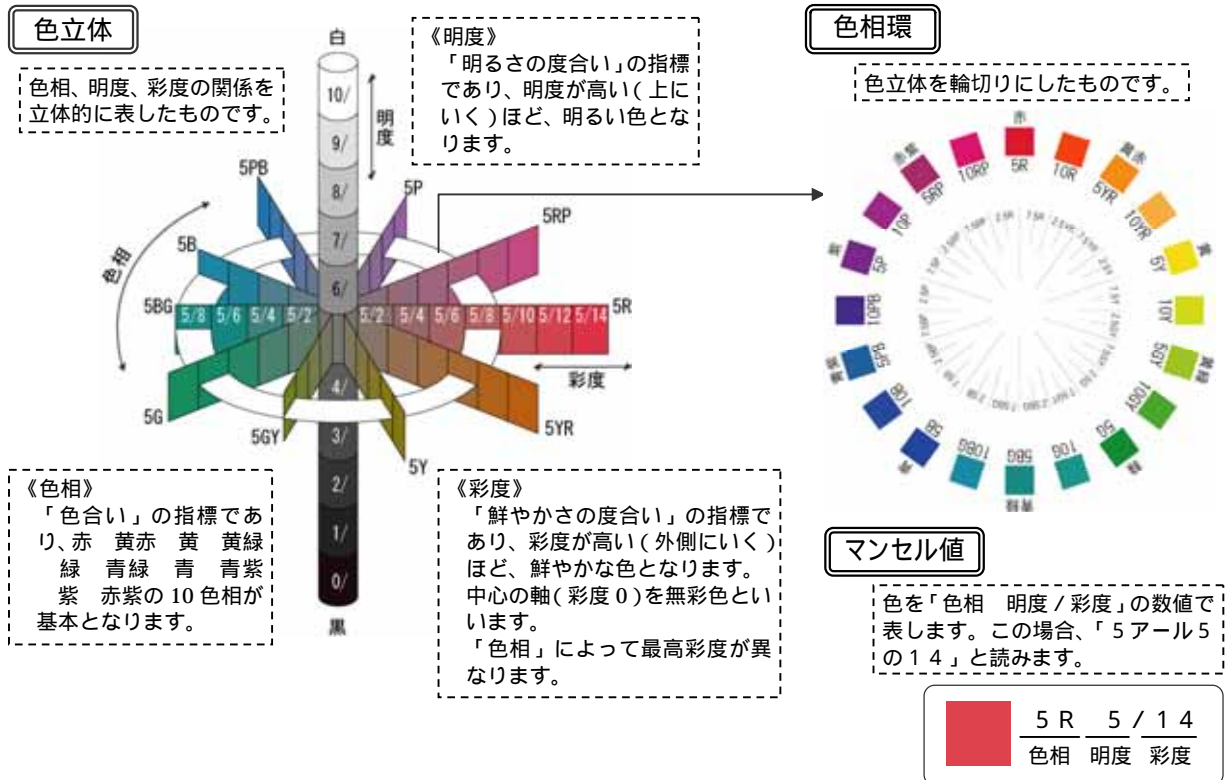 色立体
色相、明度、彩度の関係を
立体的に表したものです。
白
10/
9/
8/
7/
6/
4/
3/
2/
1/
0/
黒
明度
《明度》
「明るさの度合い」の指標
であり、明度が高い(上に
いく)ほど、明るい色とな
ります。
色相
5PB
5P
5RP
5B
5BG
5/8 5/6 5/4 5/2
5/2 5/4 5/6 5/8 5/10 5/12 5/14
5R
彩度
5G
5GY
5Y
5YR
《色相》
「色合い」の指標であ
り、赤 黄赤 黄 黄緑
緑 青緑 青 青紫
紫 赤紫の10色相が
基本となります。
《彩度》
「鮮やかさの度合い」の指標で
あり、彩度が高い(外側にいく)
ほど、鮮やかな色となります。
中心の軸(彩度0)を無彩色とい
います。
「色相」によって最高彩度が異
なります。
色相環
色立体を輪切りにしたものです。
赤
5R
10R
黄赤
5YR
10YR
黄
5Y
10Y
黄緑
5GY
10GY
緑
5G
10G
青緑
5BG
10BG
青
5B
10B
青紫
5PB
10PB
紫
5P
10P
赤紫
5RP
10RP
マンセル値
色を「色相 明度/彩度」の数値で
表します。この場合、「5アール5
の14」と読みます。
5R 5/14
色相 明度 彩度